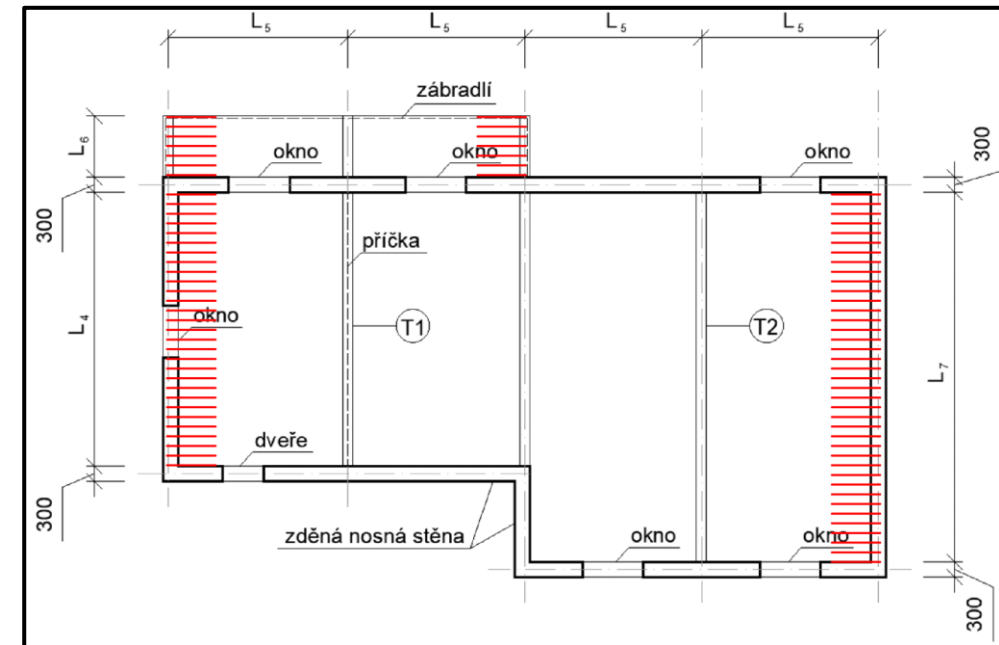 L5 L5 L5 L5
zábradlí
L6
okno okno okno
300
300
příčka
okno
T1 T2
L4
L7
dveře
300
zděná nosná stěna
okno okno
300